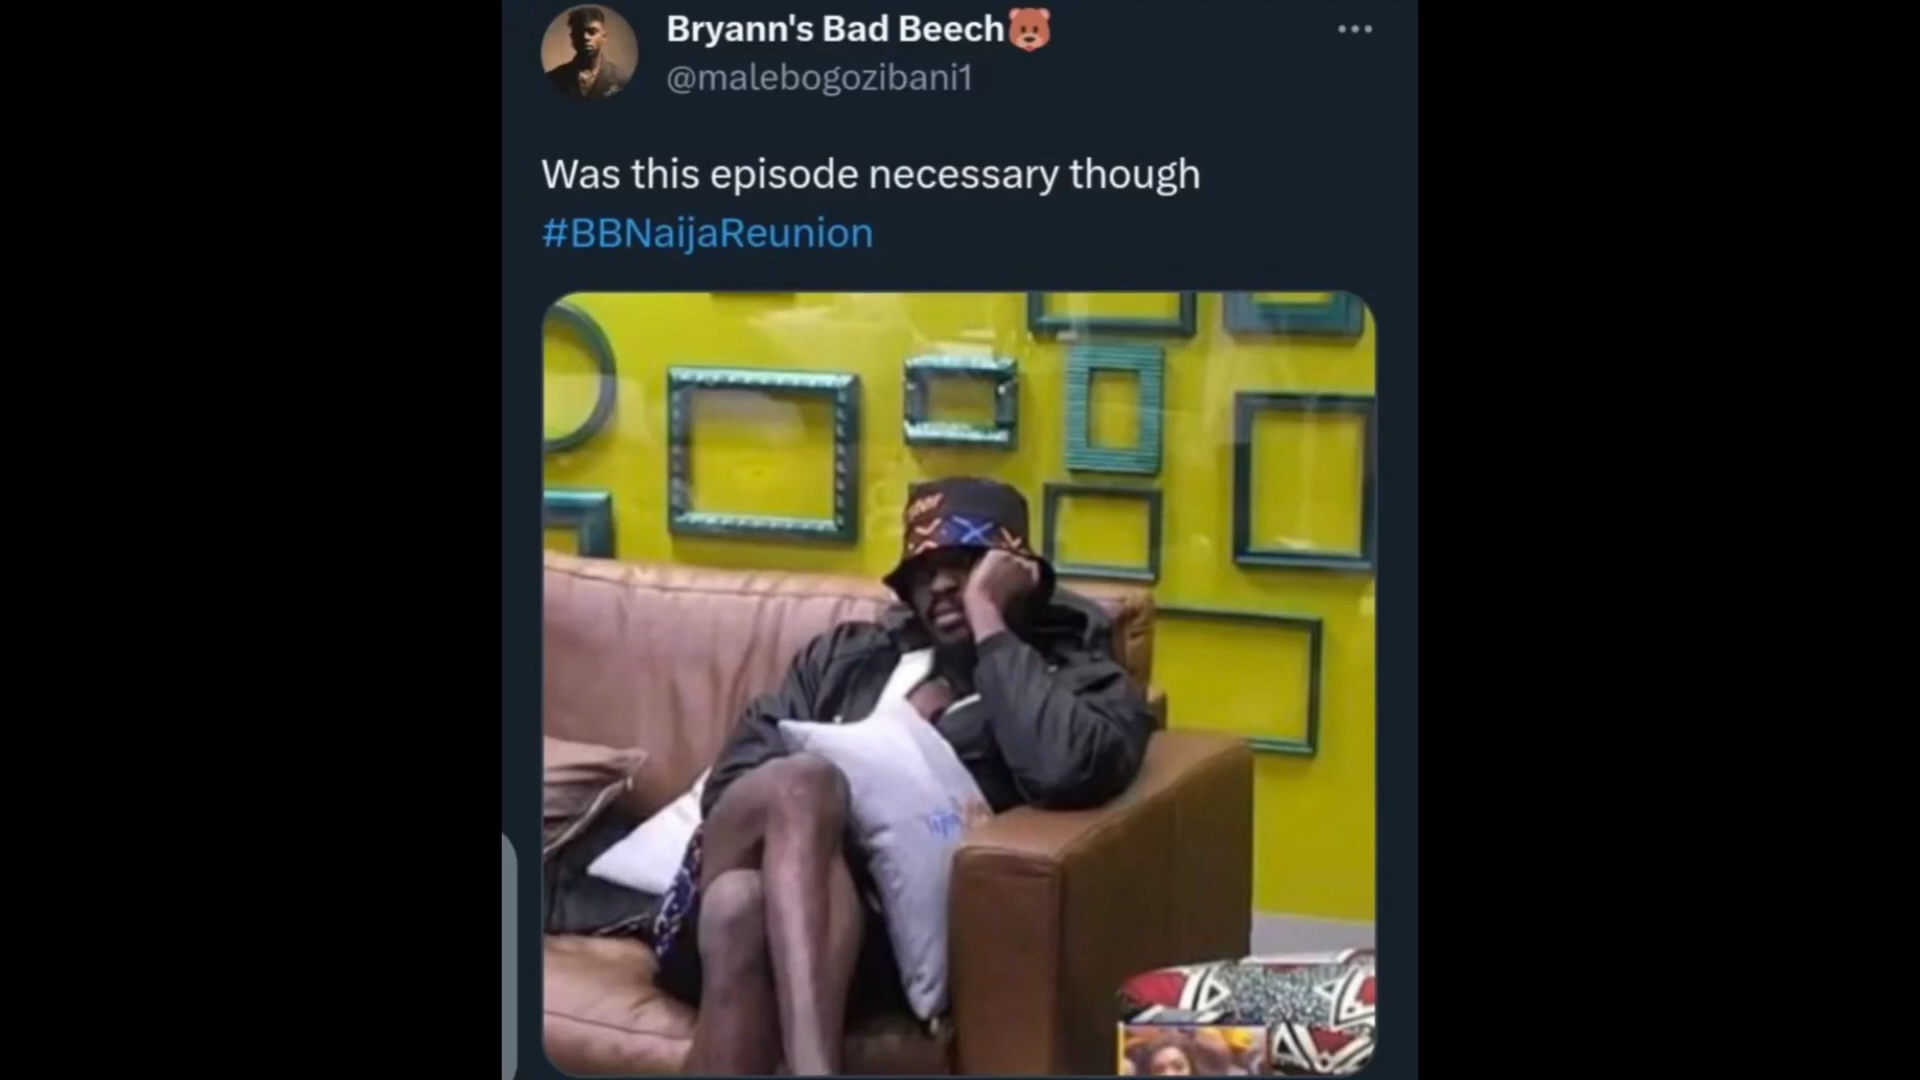 Bryann's Bad Beech🐻
@malebogozibani1
Was this episode necessary though
#BBNaijaReunion